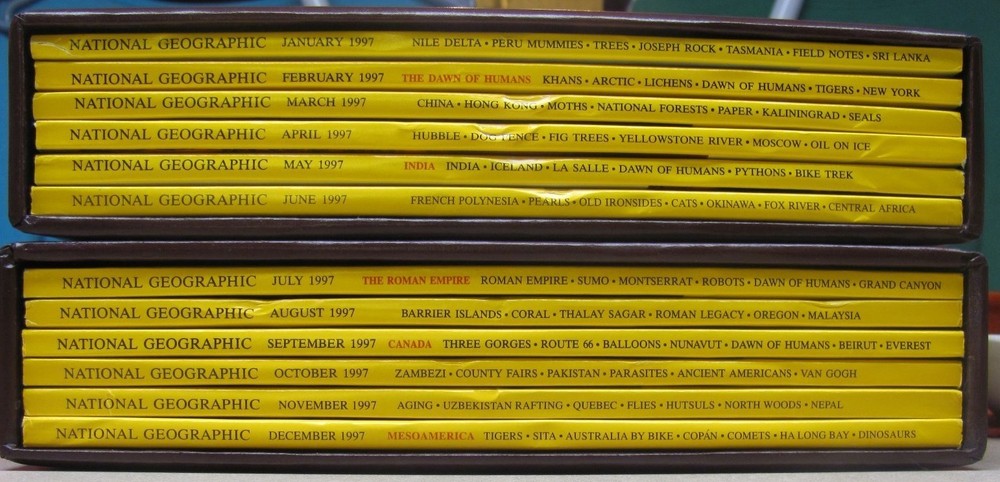 NATIONAL GEOGRAPHIC JANUARY 1997 NILE DELTA • PERU MUMMIES • TREES • JOSEPH ROCK • TASMANIA • FIELD NOTES • SRI LANKA
NATIONAL GEOGRAPHIC FEBRUARY 1997 THE DAWN OF HUMANS KHANS • ARCTIC • LICHENS • DAWN OF HUMANS • TIGERS • NEW YORK
NATIONAL GEOGRAPHIC MARCH 1997 CHINA • HONG KONG • MOTHS • NATIONAL FORESTS • PAPER • KALININGRAD • SEALS
NATIONAL GEOGRAPHIC APRIL 1997 HUBBLE • DOG FENCE • FIG TREES • YELLOWSTONE RIVER • MOSCOW • OIL ON ICE
NATIONAL GEOGRAPHIC MAY 1997 INDIA INDIA • ICELAND • LA SALLE • DAWN OF HUMANS • PYTHONS • BIKE TREK
NATIONAL GEOGRAPHIC JUNE 1997 FRENCH POLYNESIA • PEARLS • OLD IRONSIDES • CATS • OKINAWA • FOX RIVER • CENTRAL AFRICA
NATIONAL GEOGRAPHIC JULY 1997 THE ROMAN EMPIRE ROMAN EMPIRE • SUMO • MONTSERRAT • ROBOTS • DAWN OF HUMANS • GRAND CANYON
NATIONAL GEOGRAPHIC AUGUST 1997 BARRIER ISLANDS • CORAL • THALAY SAGAR • ROMAN LEGACY • OREGON • MALAYSIA
NATIONAL GEOGRAPHIC SEPTEMBER 1997 CANADA THREE GORGES • ROUTE 66 • BALLOONS • NUNAVUT • DAWN OF HUMANS • BEIRUT • EVEREST
NATIONAL GEOGRAPHIC OCTOBER 1997 ZAMBEZI • COUNTY FAIRS • PAKISTAN • PARASITES • ANCIENT AMERICANS • VAN GOGH
NATIONAL GEOGRAPHIC NOVEMBER 1997 AGING • UZBEKISTAN RAFTING • QUEBEC • FLIES • HUTSULS • NORTH WOODS • NEPAL
NATIONAL GEOGRAPHIC DECEMBER 1997 MESOAMERICA TIGERS • SITA • AUSTRALIA BY BIKE • COPÁN • COMETS • HA LONG BAY • DINOSAURS